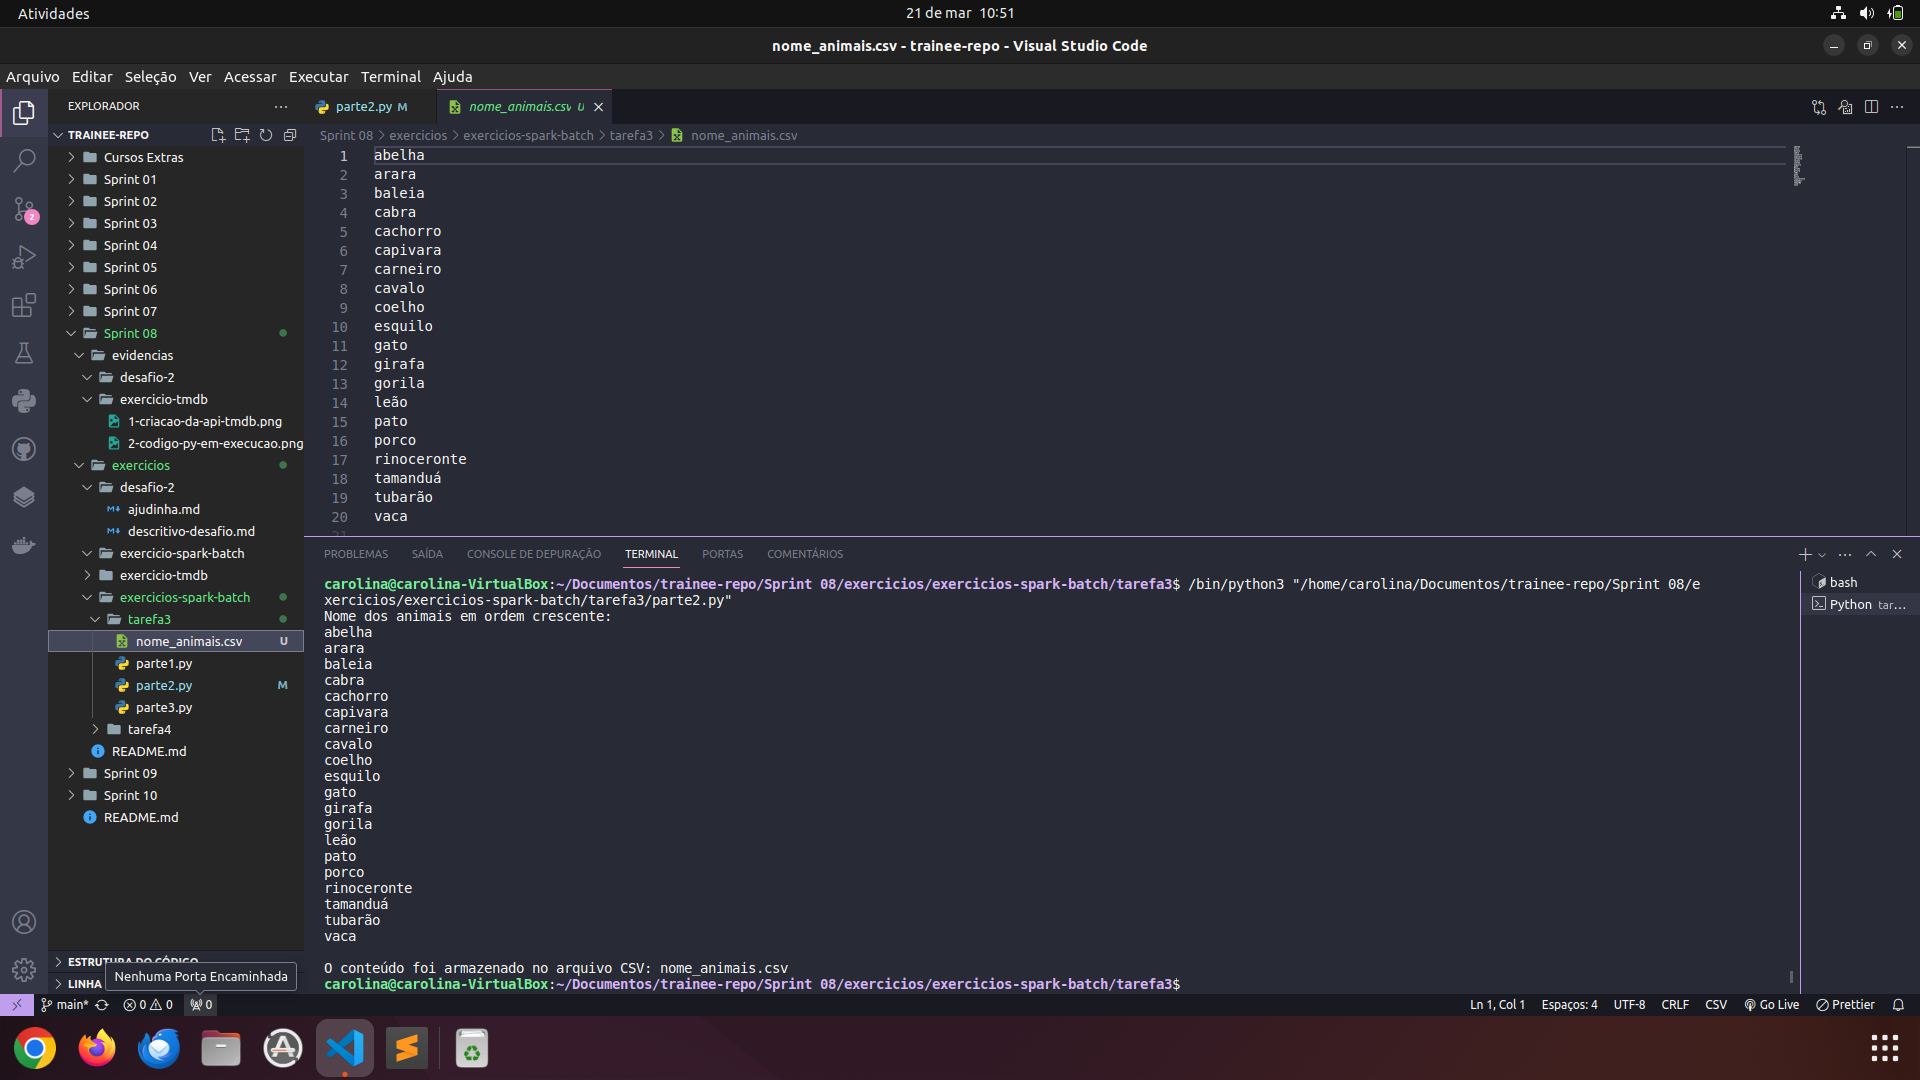 Atividades
21 de mar 10:51
nome_animais.csv - trainee-repo - Visual Studio Code
Arquivo Editar Seleção Ver Acessar Executar Terminal Ajuda
EXPLORADOR
parte2.py M
nome_animais.csv U
TRAINEE-REPO
Sprint 08 > exercicios > exercicios-spark-batch > tarefa3 > nome_animais.csv
Cursos Extras
Sprint 01
Sprint 02
Sprint 03
Sprint 04
Sprint 05
Sprint 06
Sprint 07
Sprint 08
evidencias
desafio-2
exercicio-tmdb
1-criacao-da-api-tmdb.png
2-codigo-py-em-execucao.png
exercicios
desafio-2
ajudinha.md
descritivo-desafio.md
exercicio-spark-batch
exercicio-tmdb
exercicios-spark-batch
tarefa3
nome_animais.csv U
parte1.py
parte2.py M
parte3.py
tarefa4
README.md
Sprint 09
Sprint 10
README.md
2
1 abelha
2 arara
3 baleia
4 cabra
5 cachorro
6 capivara
7 carneiro
8 cavalo
9 coelho
10 esquilo
11 gato
12 girafa
13 gorila
14 leão
15 pato
16 porco
17 rinoceronte
18 tamanduá
19 tubarão
20 vaca
21
PROBLEMAS SAÍDA CONSOLE DE DEPURAÇÃO TERMINAL PORTAS COMENTÁRIOS
carolina@carolina-VirtualBox:~/Documentos/trainee-repo/Sprint 08/exercicios/exercicios-spark-batch/tarefa3$ /bin/python3 "/home/carolina/Documentos/trainee-repo/Sprint 08/e
xercicios/exercicios-spark-batch/tarefa3/parte2.py"
Nome dos animais em ordem crescente:
abelha
arara
baleia
cabra
cachorro
capivara
carneiro
cavalo
coelho
esquilo
gato
girafa
gorila
leão
pato
porco
rinoceronte
tamanduá
tubarão
vaca
O conteúdo foi armazenado no arquivo CSV: nome_animais.csv
carolina@carolina-VirtualBox:~/Documentos/trainee-repo/Sprint 08/exercicios/exercicios-spark-batch/tarefa3$
bash
Python tar...
ESTRUTURA DO CÓDIGO
LINHA
Nenhuma Porta Encaminhada
main* 0 0 0
Ln 1, Col 1 Espaços: 4 UTF-8 CRLF CSV Go Live Prettier